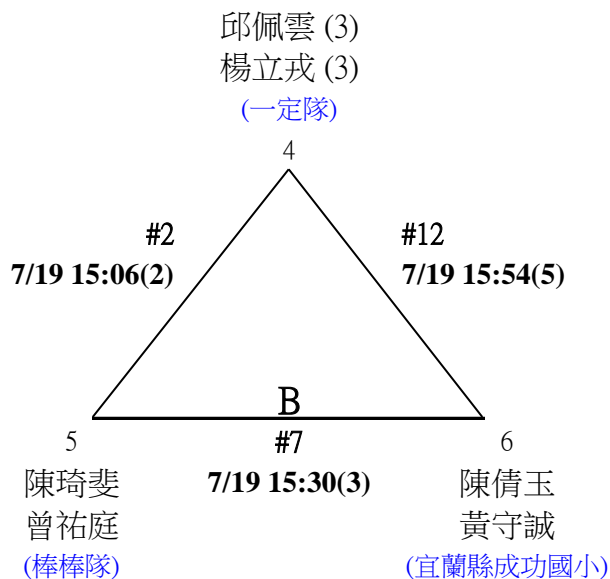 邱佩雲 (3)
楊立戎 (3)
(一定隊)
4
#2
7/19 15:06(2)
#12
7/19 15:54(5)
B
5
#7
6
陳琦斐
7/19 15:30(3)
陳倩玉
曾祐庭
黃守誠
(棒棒隊)
(宜蘭縣成功國小)